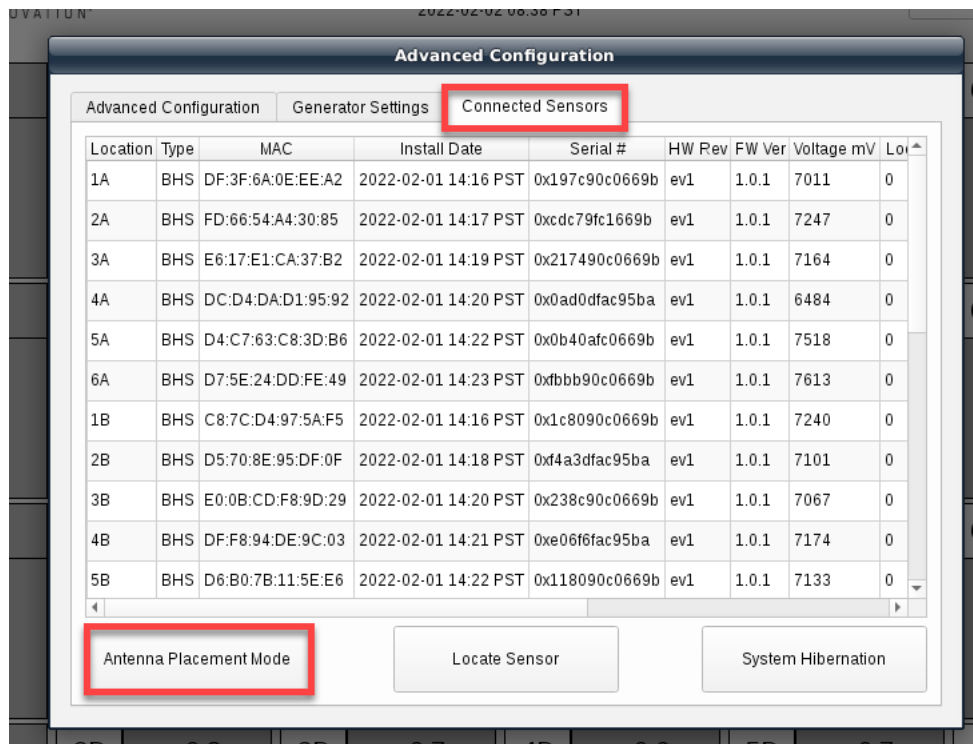 OVATION
2022-02-02 08:38 PST
Advanced Configuration
Advanced Configuration Generator Settings Connected Sensors
Location Type MAC Install Date Serial # HW Rev FW Ver Voltage mV Lo
1A BHS DF:3F:6A:0E:EE:A2 2022-02-01 14:16 PST 0x197c90c0669b ev1 1.0.1 7011 0
2A BHS FD:66:54:A4:30:85 2022-02-01 14:17 PST 0xcdc79fc1669b ev1 1.0.1 7247 0
3A BHS E6:17:E1:CA:37:B2 2022-02-01 14:19 PST 0x217490c0669b ev1 1.0.1 7164 0
4A BHS DC:D4:DA:D1:95:92 2022-02-01 14:20 PST 0x0ad0dfac95ba ev1 1.0.1 6484 0
5A BHS D4:C7:63:C8:3D:B6 2022-02-01 14:22 PST 0x0b40afc0669b ev1 1.0.1 7518 0
6A BHS D7:5E:24:DD:FE:49 2022-02-01 14:23 PST 0xfbbb90c0669b ev1 1.0.1 7613 0
1B BHS C8:7C:D4:97:5A:F5 2022-02-01 14:16 PST 0x1c8090c0669b ev1 1.0.1 7240 0
2B BHS D5:70:8E:95:DF:0F 2022-02-01 14:18 PST 0xf4a3dfac95ba ev1 1.0.1 7101 0
3B BHS E0:0B:CD:F8:9D:29 2022-02-01 14:20 PST 0x238c90c0669b ev1 1.0.1 7067 0
4B BHS DF:F8:94:DE:9C:03 2022-02-01 14:21 PST 0xe06f6fac95ba ev1 1.0.1 7174 0
5B BHS D6:B0:7B:11:5E:E6 2022-02-01 14:22 PST 0x118090c0669b ev1 1.0.1 7133 0
Antenna Placement Mode Locate Sensor System Hibernation